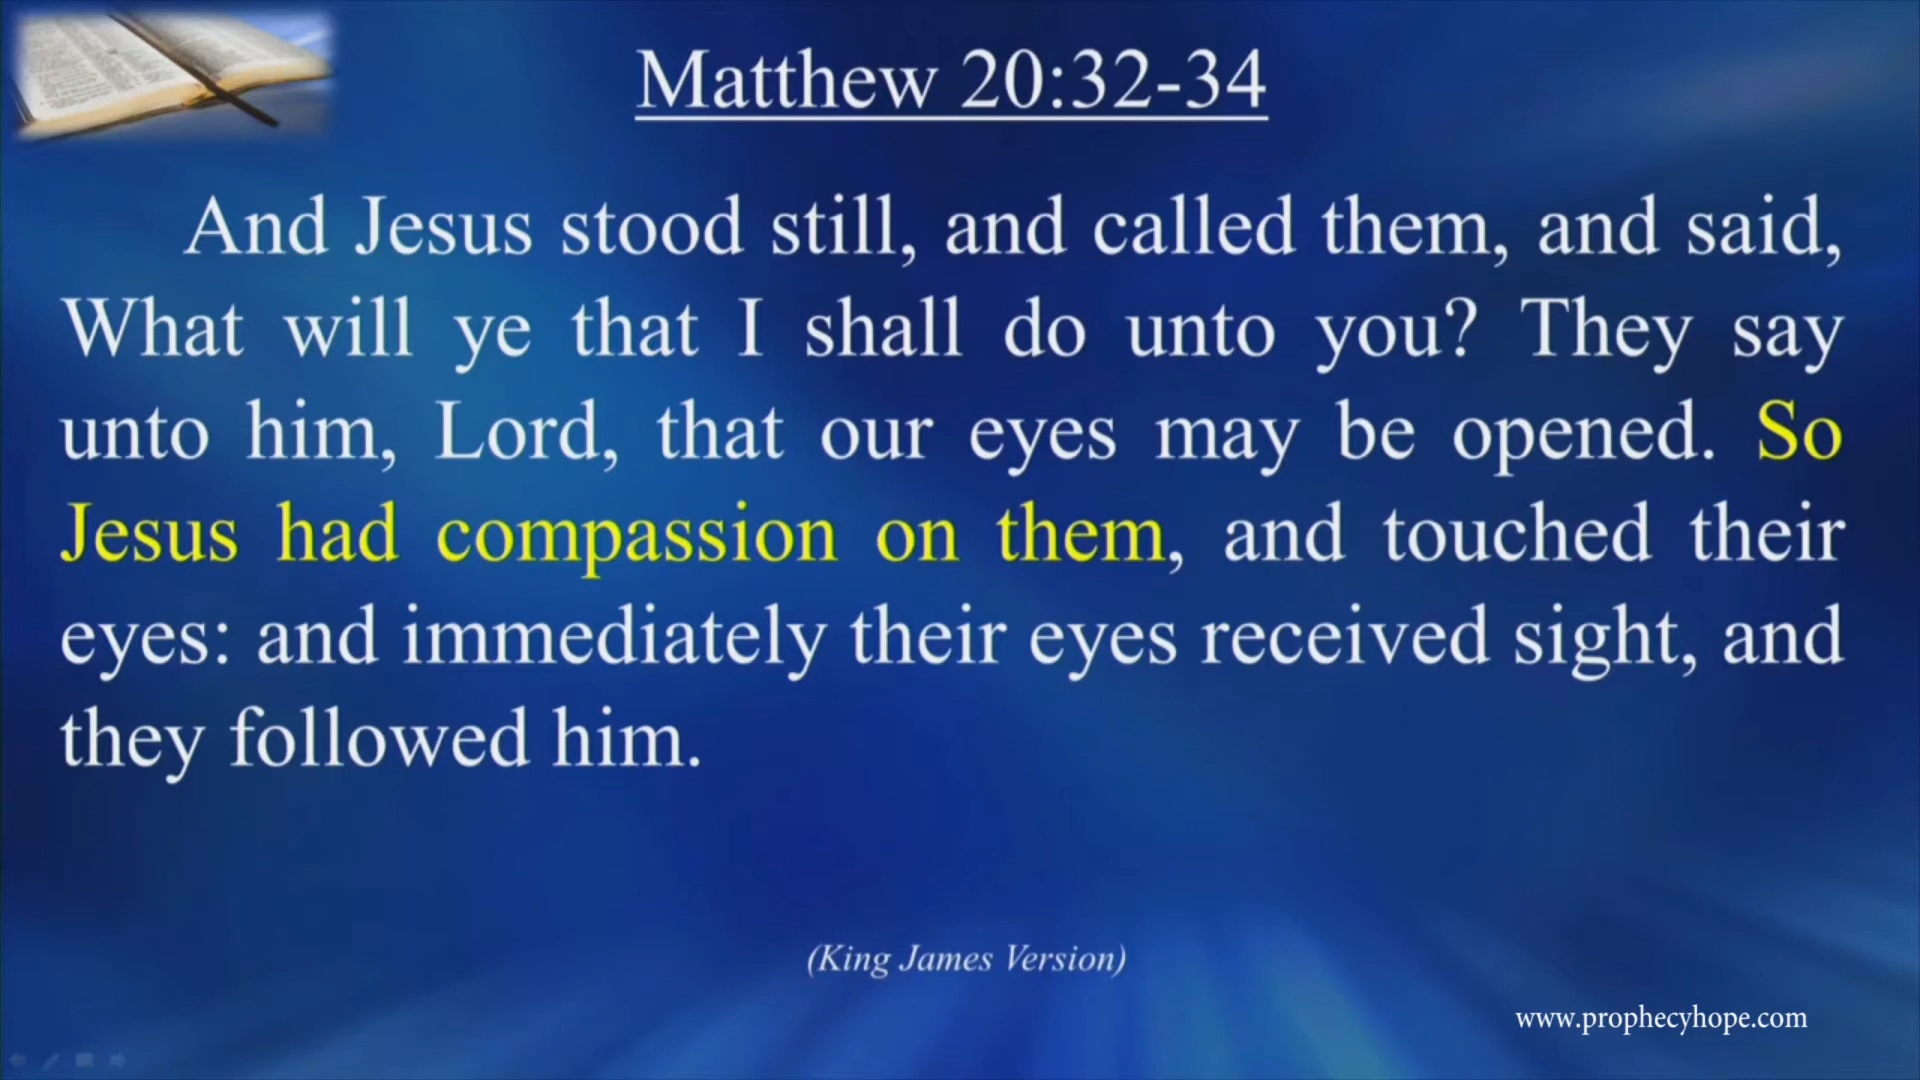 Matthew 20:32-34
And Jesus stood still, and called them, and said,
What will ye that I shall do unto you? They say
unto him, Lord, that our eyes may be opened. So
Jesus had compassion on them, and touched their
eyes: and immediately their eyes received sight, and
they followed him.
(King James Version)
www.prophecyhope.com